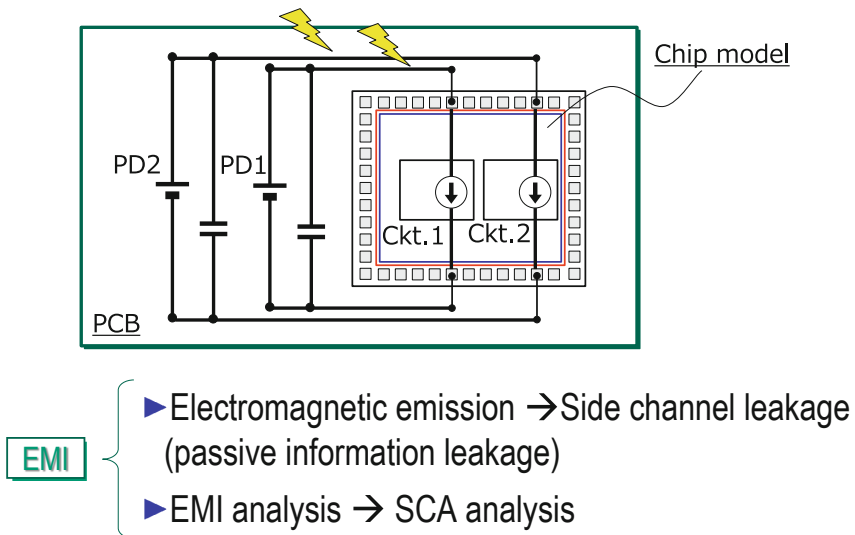 Chip model
PD2
PD1
Ckt.1
Ckt.2
PCB
EMI
►Electromagnetic emission →Side channel leakage
(passive information leakage)
►EMI analysis → SCA analysis